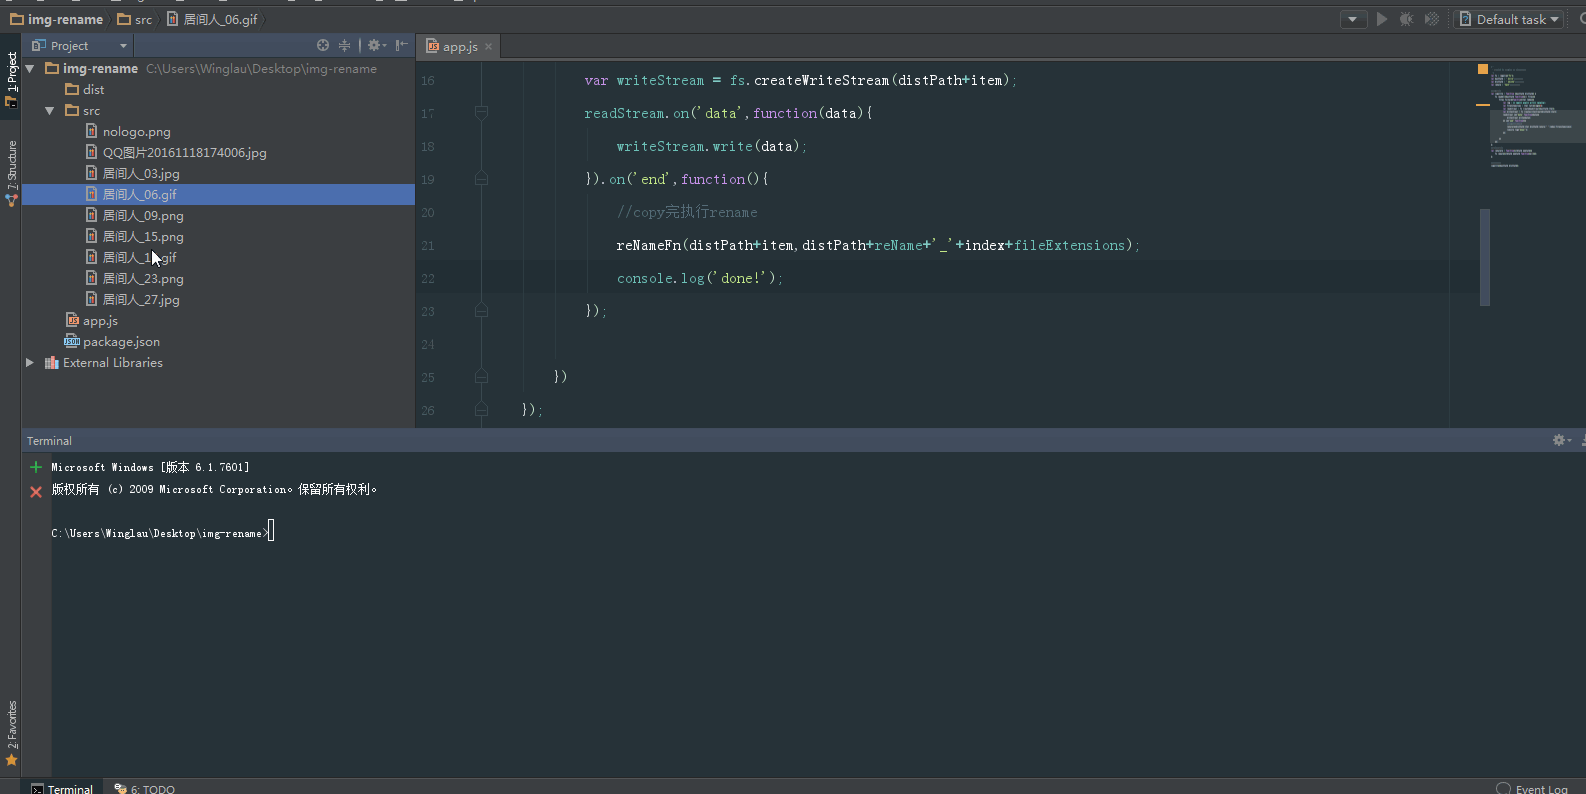 img-rename
src
居间人_06.gif
Default task
Project
app.js
1: Project
7: Structure
2: Favorites
img-rename C:\Users\Winglau\Desktop\img-rename
dist
src
nologo.png
QQ图片20161118174006.jpg
居间人_03.jpg
居间人_06.gif
居间人_09.png
居间人_15.png
居间人_1 .gif
居间人_23.png
居间人_27.jpg
app.js
package.json
External Libraries
16 var writeStream = fs.createWriteStream(distPath+item);
17 readStream.on('data',function(data){
18 writeStream.write(data);
19 }).on('end',function(){
20 //copy完执行rename
21 reNameFn(distPath+item,distPath+reName+'_'+index+fileExtensions);
22 console.log('done!');
23 });
24
25 })
26 });
Terminal
Microsoft Windows [版本 6.1.7601]
版权所有 (c) 2009 Microsoft Corporation。保留所有权利。
C:\Users\Winglau\Desktop\img-rename>
Terminal
6: TODO
Event Log